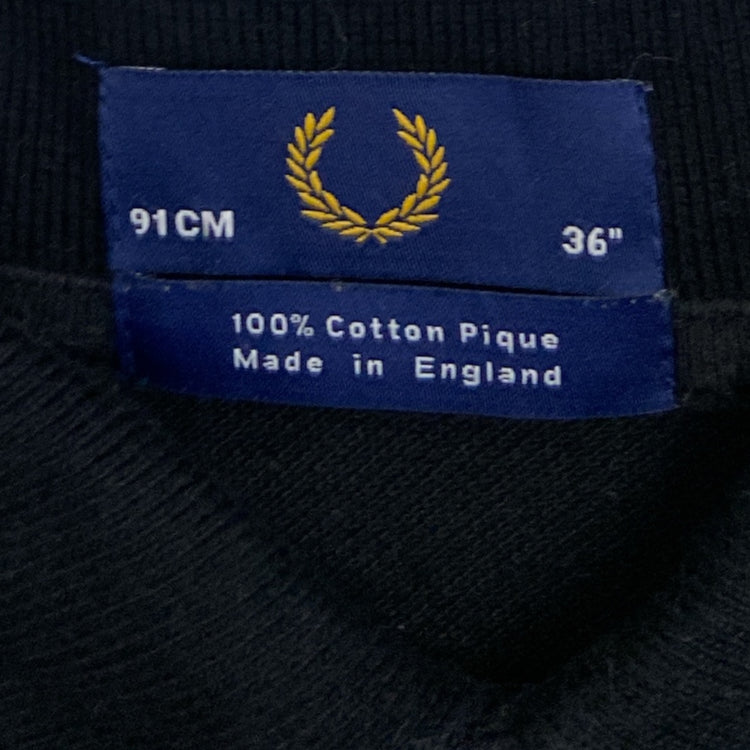 91CM 36"
100% Cotton Pique
Made in England